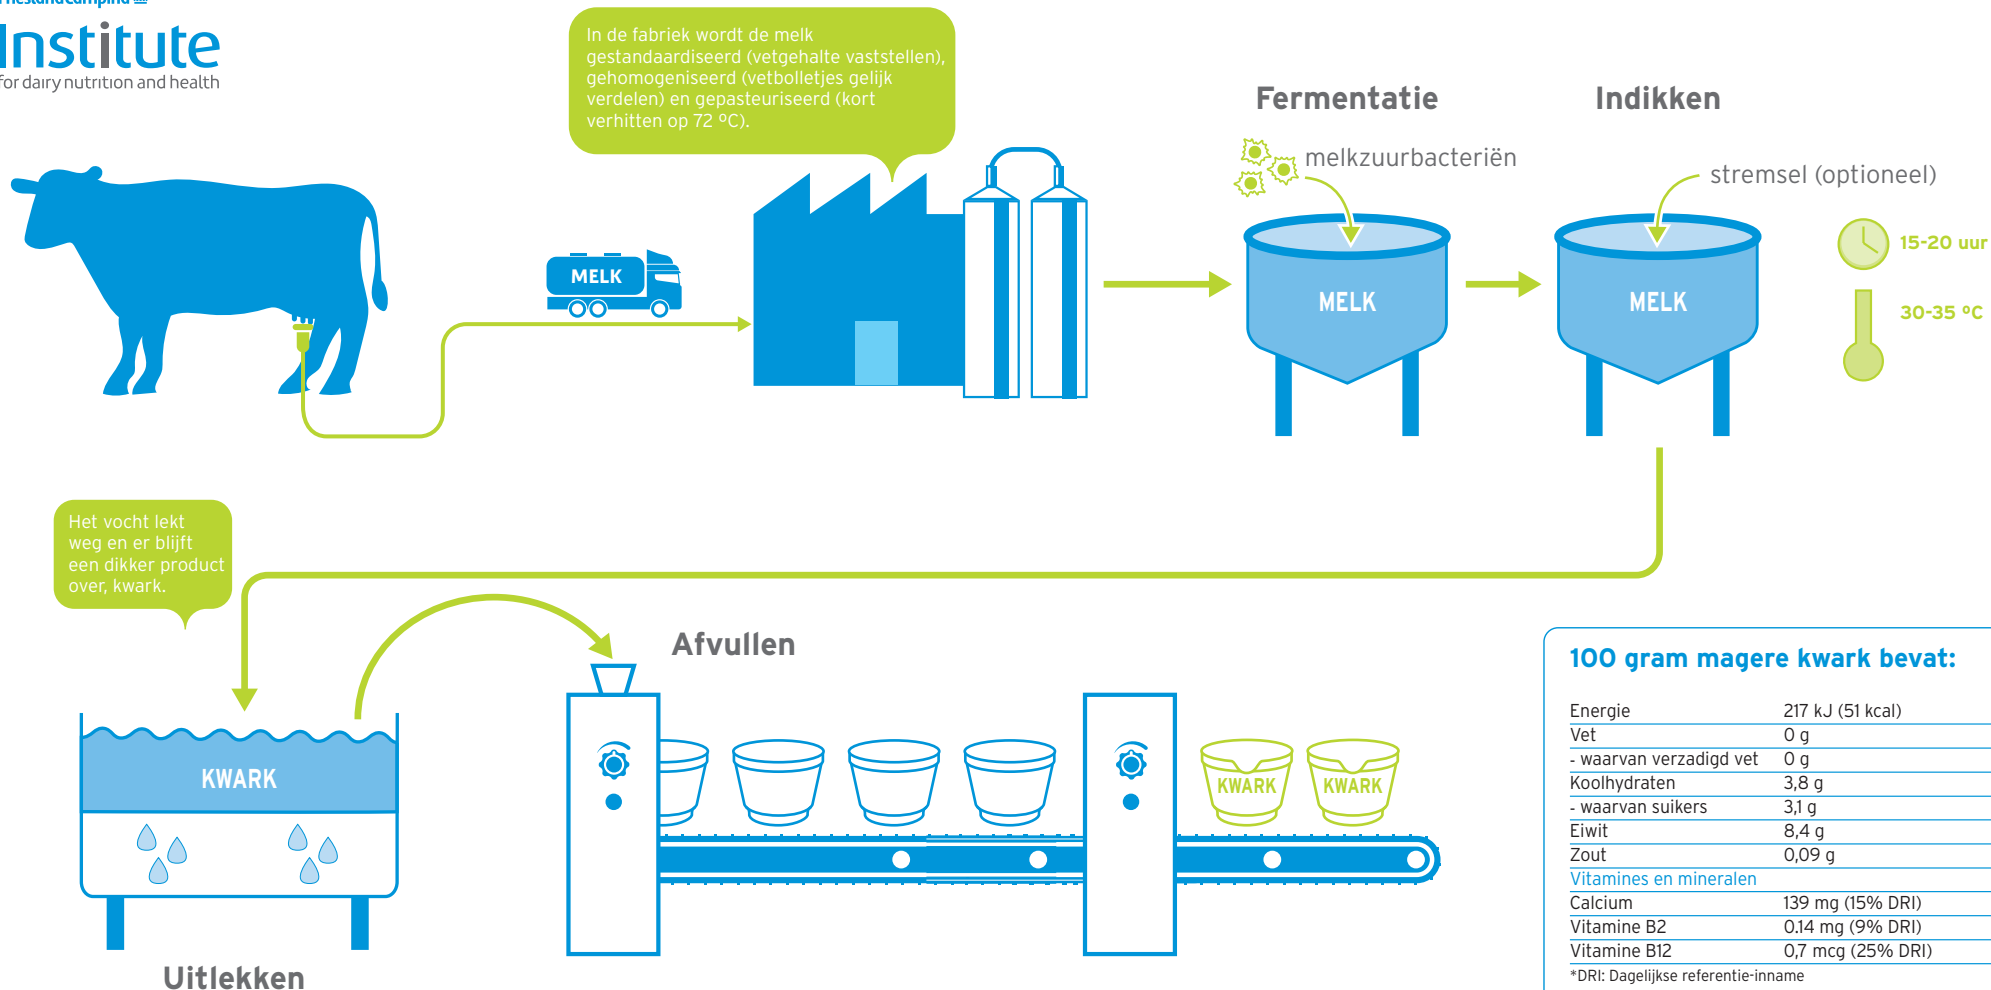 Institute
for dairy nutrition and health
In de fabriek wordt de melk
gestandaardiseerd (vetgehalte vaststellen),
gehomogeniseerd (vetbolletjes gelijk
verdelen) en gepasteuriseerd (kort
verhitten op 72 ºC).
MELK
Fermentatie
melkzuurbacteriën
MELK
Indikken
stremsel (optioneel)
MELK
15-20 uur
30-35 ºC
Het vocht lekt
weg en er blijft
een dikker product
over, kwark.
KWARK
Uitlekken
Afvullen
KWARK
KWARK
100 gram magere kwark bevat:
Energie 217 kJ (51 kcal)
Vet 0 g
- waarvan verzadigd vet 0 g
Koolhydraten 3,8 g
- waarvan suikers 3,1 g
Eiwit 8,4 g
Zout 0,09 g
Vitamines en mineralen
Calcium 139 mg (15% DRI)
Vitamine B2 0.14 mg (9% DRI)
Vitamine B12 0,7 mcg (25% DRI)
*DRI: Dagelijkse referentie-inname